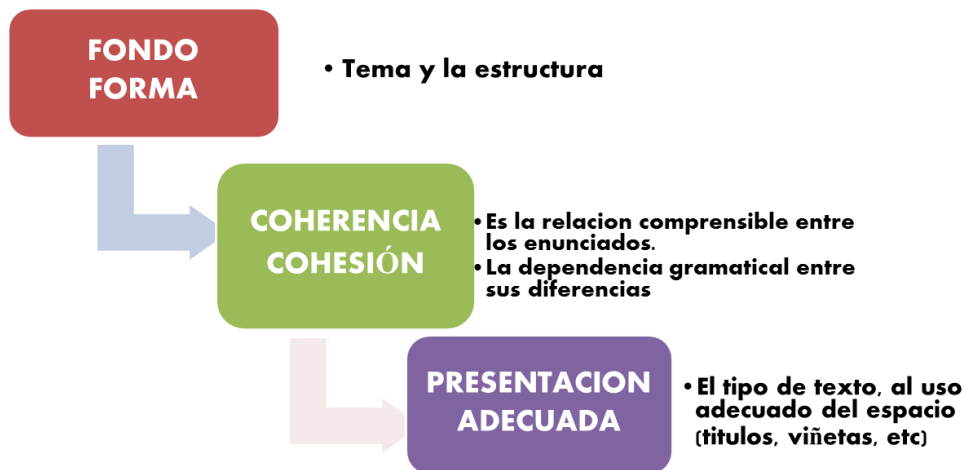 FONDO
FORMA
• Tema y la estructura
COHERENCIA
COHESIÓN
• Es la relacion comprensible entre
los enunciados.
• La dependencia gramatical entre
sus diferencias
PRESENTACION
ADECUADA
• El tipo de texto, al uso
adecuado del espacio
(titulos, viñetas, etc)